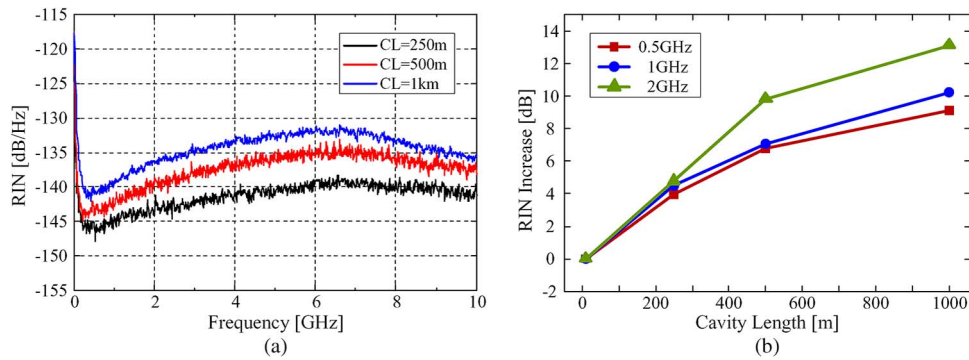 -115
-120
-125
-130
-135
-140
-145
-150
-155
RIN [dB/Hz]
CL=250m
CL=500m
CL=1km
0 2 4 6 8 10
Frequency [GHz]
(a)
14
12
10
8
6
4
2
0
-2
RIN Increase [dB]
0.5GHz
1GHz
2GHz
0 200 400 600 800 1000
Cavity Length [m]
(b)